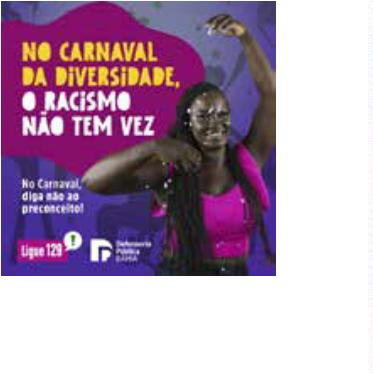 NO CARNAVAL
DA DIVERSIDADE,
O RACISMO
NÃO TEM VEZ
No Carnaval,
diga não ao
preconceito!
Ligue 129
Defensoria
Pública
BAHIA